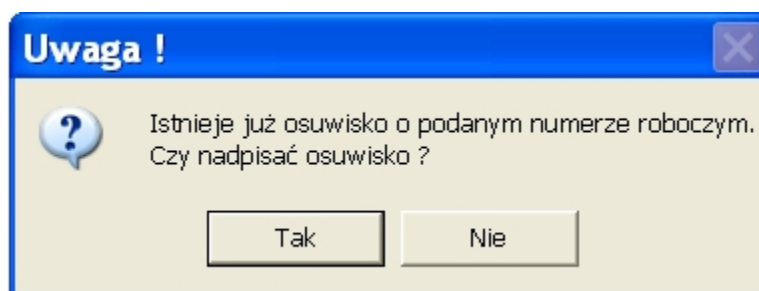 Uwaga !
Istnieje już osuwisko o podanym numerze roboczym.
Czy nadpisać osuwisko ?
Tak
Nie